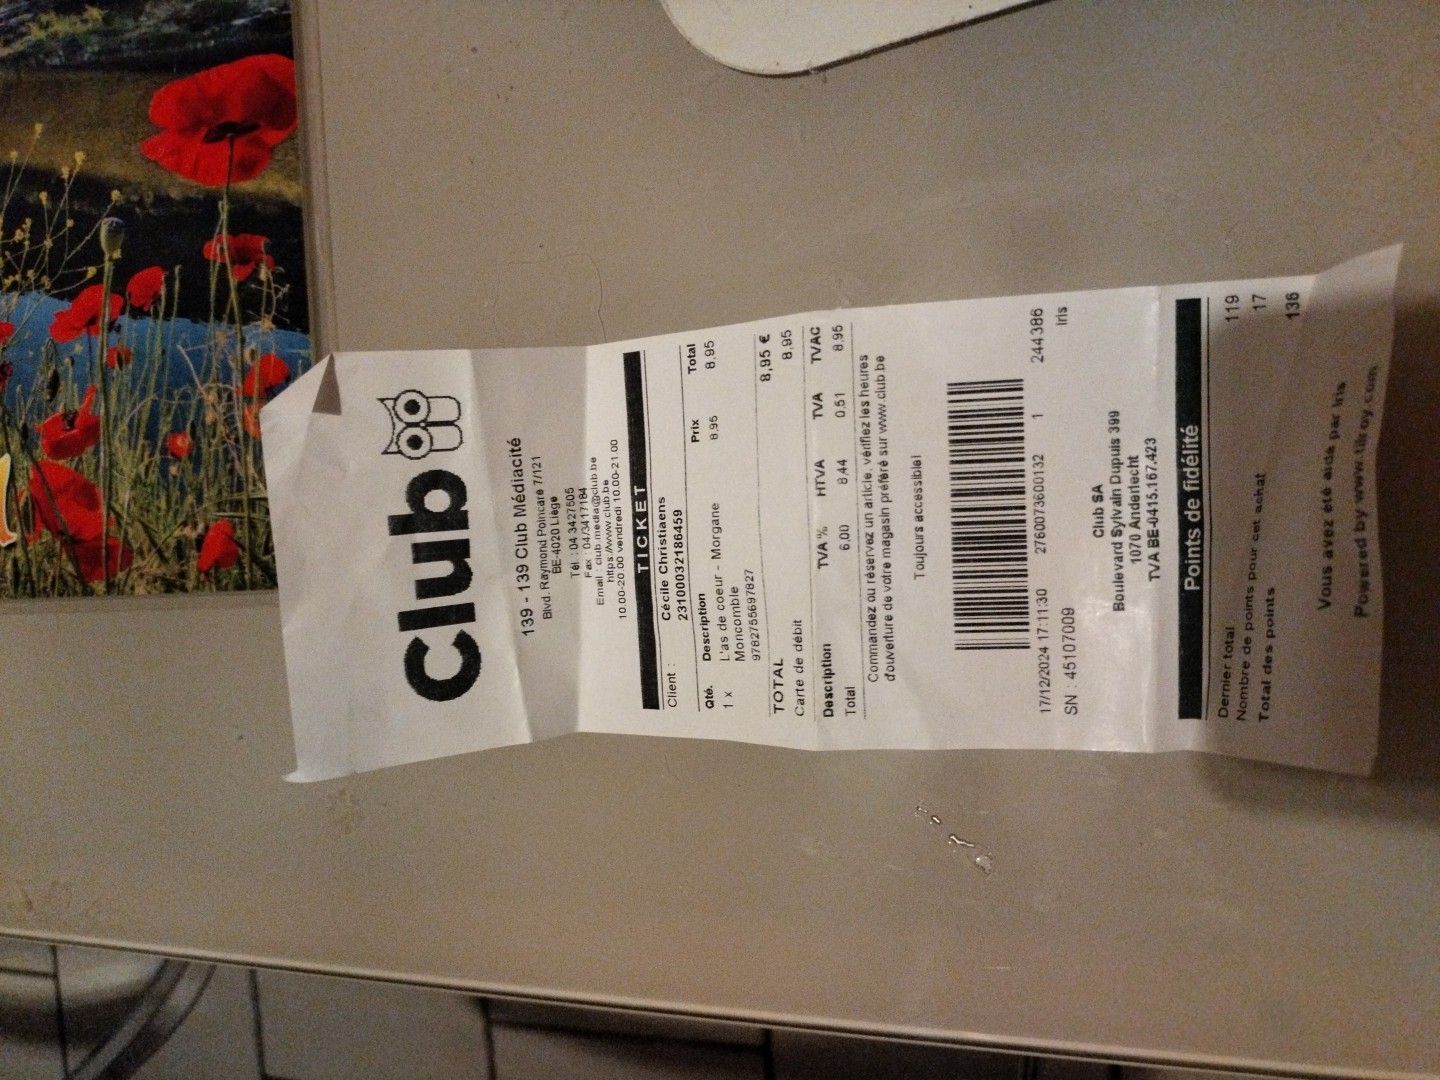 Club
139 - 139 Club Médiacité
Blvd. Raymond Poincaré 7/121
BE-4020 Liège
Tél. : 04 3427505
Fax : 04/3417184
Email : club.media@club.be
https://www.club.be
10.00-20.00 vendredi 10.00-21.00
TICKET
Client : Cécile Christiaens
23100032186459
Qté. Description Prix Total
1 x L'as de coeur - Morgane 8,95 8,95
Moncomble
9782755697827
TOTAL 8,95 €
Carte de débit 8,95
Description TVA % HTVA TVA TVAC
Total 6,00 8,44 0,51 8,95
Commandez ou réservez un article, vérifiez les heures
d'ouverture de votre magasin préféré sur www.club.be
Toujours accessible!
17/12/2024 17:11:30 2760073600132 1 244386
SN : 45107009 Iris
Club SA
Boulevard Sylvain Dupuis 399
1070 Anderlecht
TVA BE-0415.167.423
Points de fidélité
Dernier total 119
Nombre de points pour cet achat 17
Total des points 136
Vous avez été aidé par Iris
Powered by www.tilroy.com